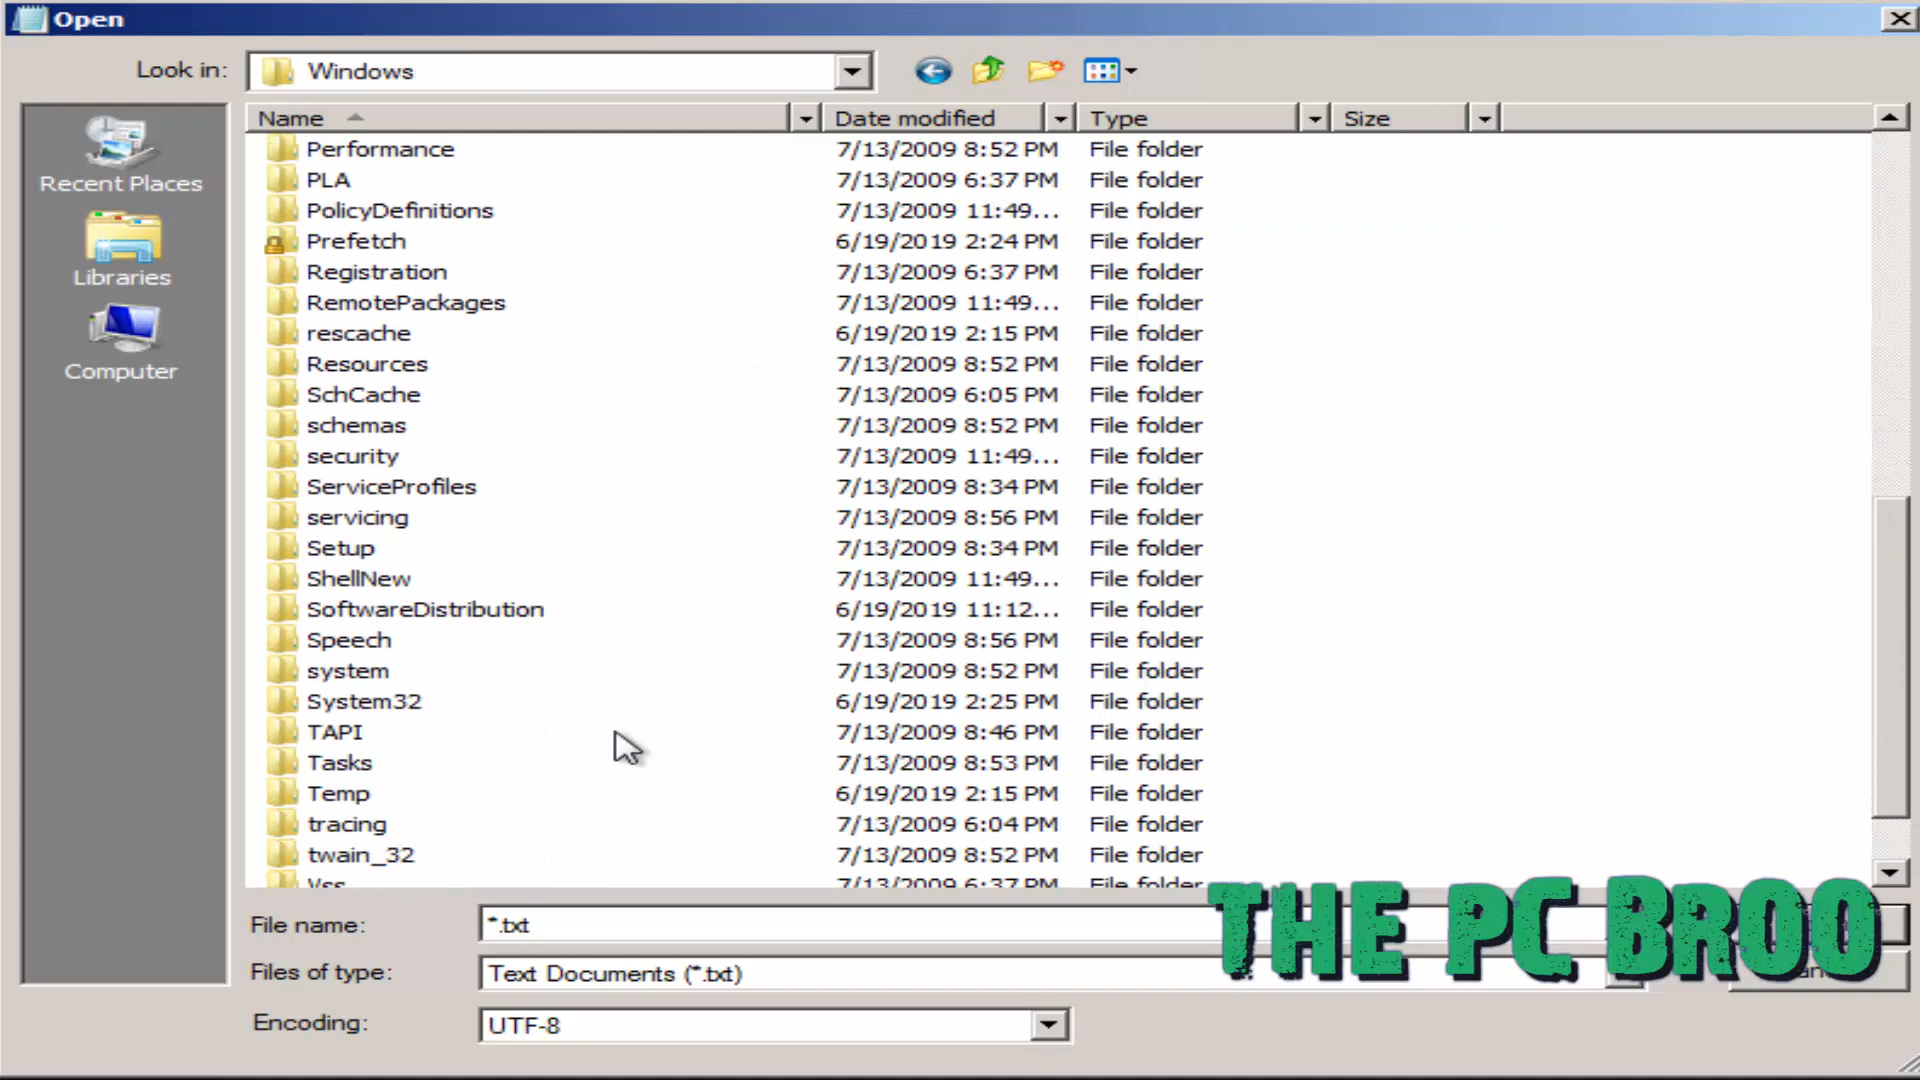 Open
Look in: Windows
Name Date modified Type Size
Recent Places
Libraries
Computer
Performance 7/13/2009 8:52 PM File folder
PLA 7/13/2009 6:37 PM File folder
PolicyDefinitions 7/13/2009 11:49... File folder
Prefetch 6/19/2019 2:24 PM File folder
Registration 7/13/2009 6:37 PM File folder
RemotePackages 7/13/2009 11:49... File folder
rescache 6/19/2019 2:15 PM File folder
Resources 7/13/2009 8:52 PM File folder
SchCache 7/13/2009 6:05 PM File folder
schemas 7/13/2009 8:52 PM File folder
security 7/13/2009 11:49... File folder
ServiceProfiles 7/13/2009 8:34 PM File folder
servicing 7/13/2009 8:56 PM File folder
Setup 7/13/2009 8:34 PM File folder
ShellNew 7/13/2009 11:49... File folder
SoftwareDistribution 6/19/2019 11:12... File folder
Speech 7/13/2009 8:56 PM File folder
system 7/13/2009 8:52 PM File folder
System32 6/19/2019 2:25 PM File folder
TAPI 7/13/2009 8:46 PM File folder
Tasks 7/13/2009 8:53 PM File folder
Temp 6/19/2019 2:15 PM File folder
tracing 7/13/2009 6:04 PM File folder
twain_32 7/13/2009 8:52 PM File folder
Vss 7/13/2009 6:37 PM File folder
File name: *.txt
Files of type: Text Documents (*.txt)
Encoding: UTF-8
THE PC BROO